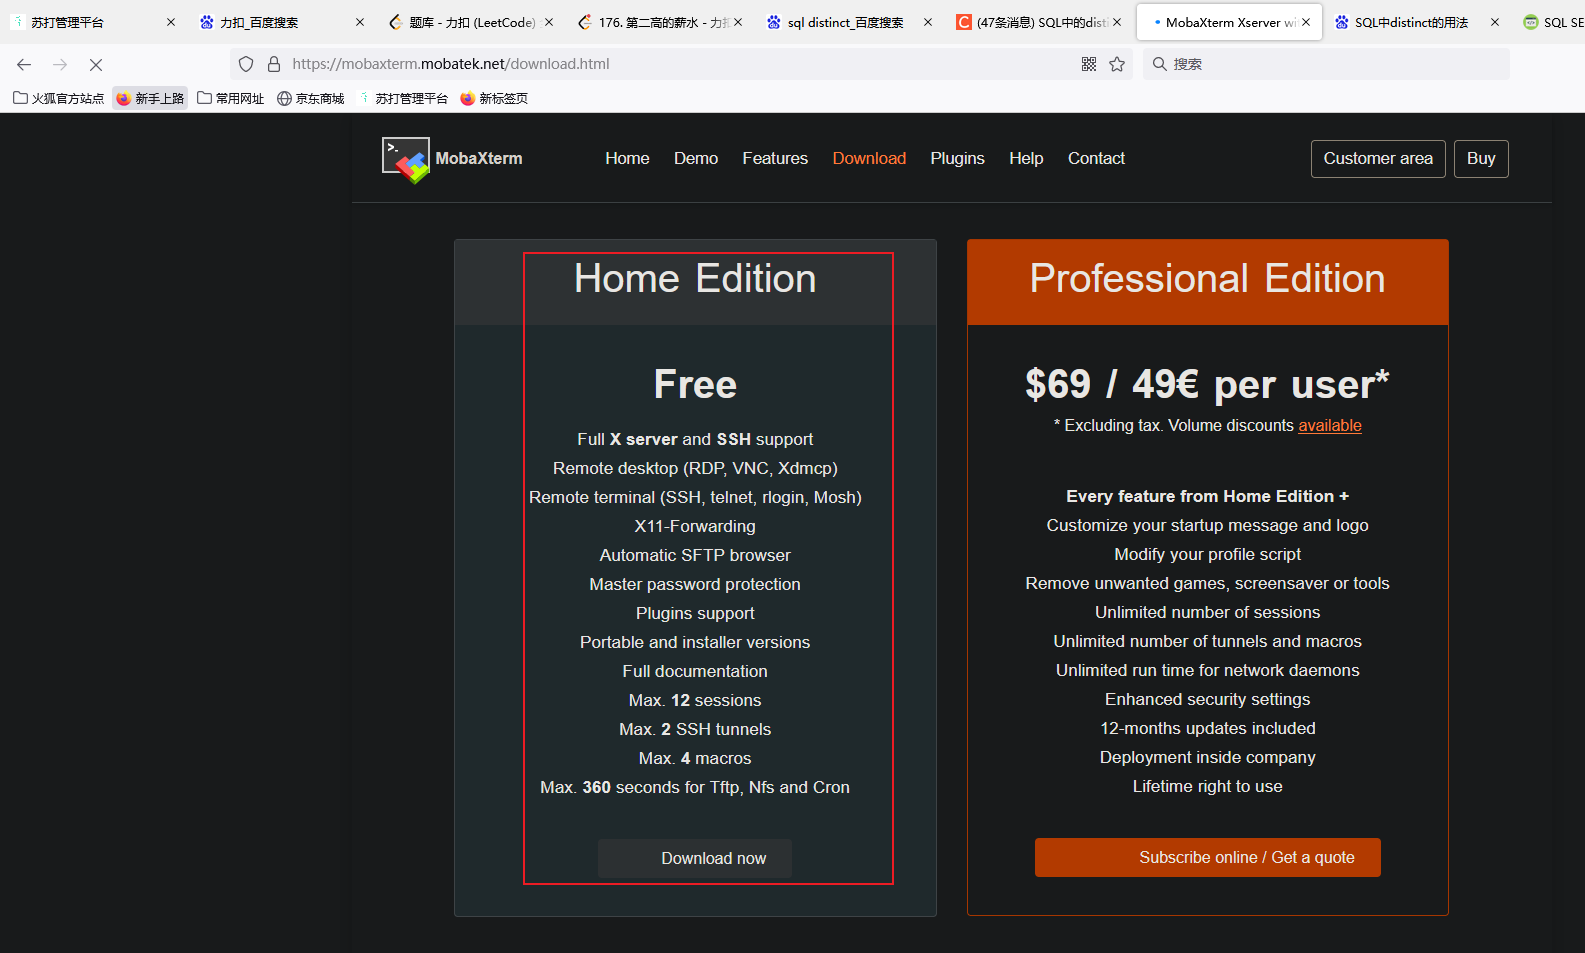 苏打管理平台
力扣_百度搜索
题库 - 力扣 (LeetCode)
176. 第二高的薪水 - 力扣
sql distinct_百度搜索
(47条消息) SQL中的disti
MobaXterm Xserver wi
SQL中distinct的用法
SQL SE
https://mobaxterm.mobatek.net/download.html
搜索
火狐官方站点
新手上路
常用网址
京东商城
苏打管理平台
新标签页
MobaXterm
Home
Demo
Features
Download
Plugins
Help
Contact
Customer area
Buy
Home Edition
Free
Full X server and SSH support
Remote desktop (RDP, VNC, Xdmcp)
Remote terminal (SSH, telnet, rlogin, Mosh)
X11-Forwarding
Automatic SFTP browser
Master password protection
Plugins support
Portable and installer versions
Full documentation
Max. 12 sessions
Max. 2 SSH tunnels
Max. 4 macros
Max. 360 seconds for Tftp, Nfs and Cron
Download now
Professional Edition
$69 / 49€ per user*
* Excluding tax. Volume discounts available
Every feature from Home Edition +
Customize your startup message and logo
Modify your profile script
Remove unwanted games, screensaver or tools
Unlimited number of sessions
Unlimited number of tunnels and macros
Unlimited run time for network daemons
Enhanced security settings
12-months updates included
Deployment inside company
Lifetime right to use
Subscribe online / Get a quote